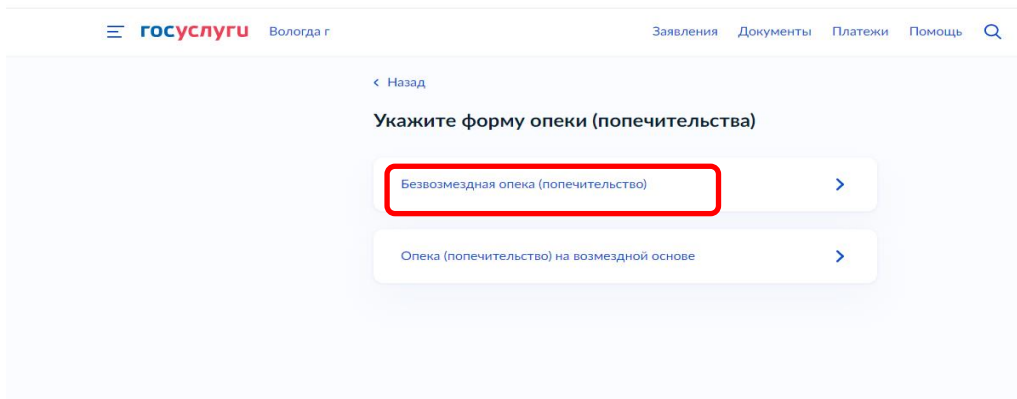 госуслуги Вологда г Заявления Документы Платежи Помощь
Назад
Укажите форму опеки (попечительства)
Безвозмездная опека (попечительство)
Опека (попечительство) на возмездной основе